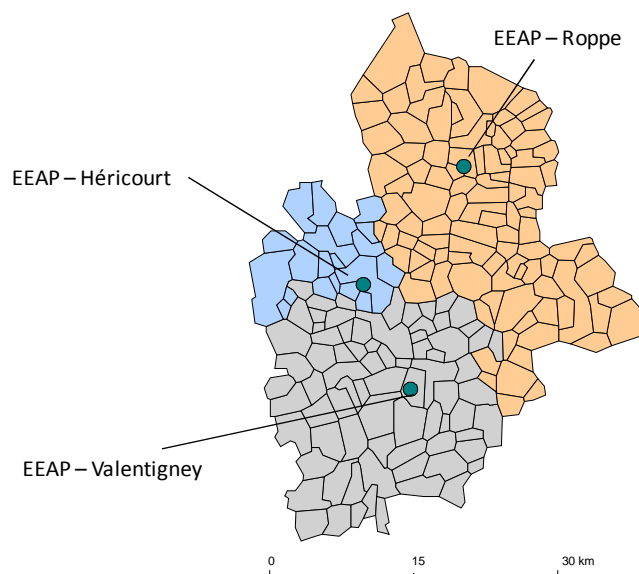 EEAP – Roppe
EEAP – Héricourt
EEAP – Valentigney
0 15 30 km